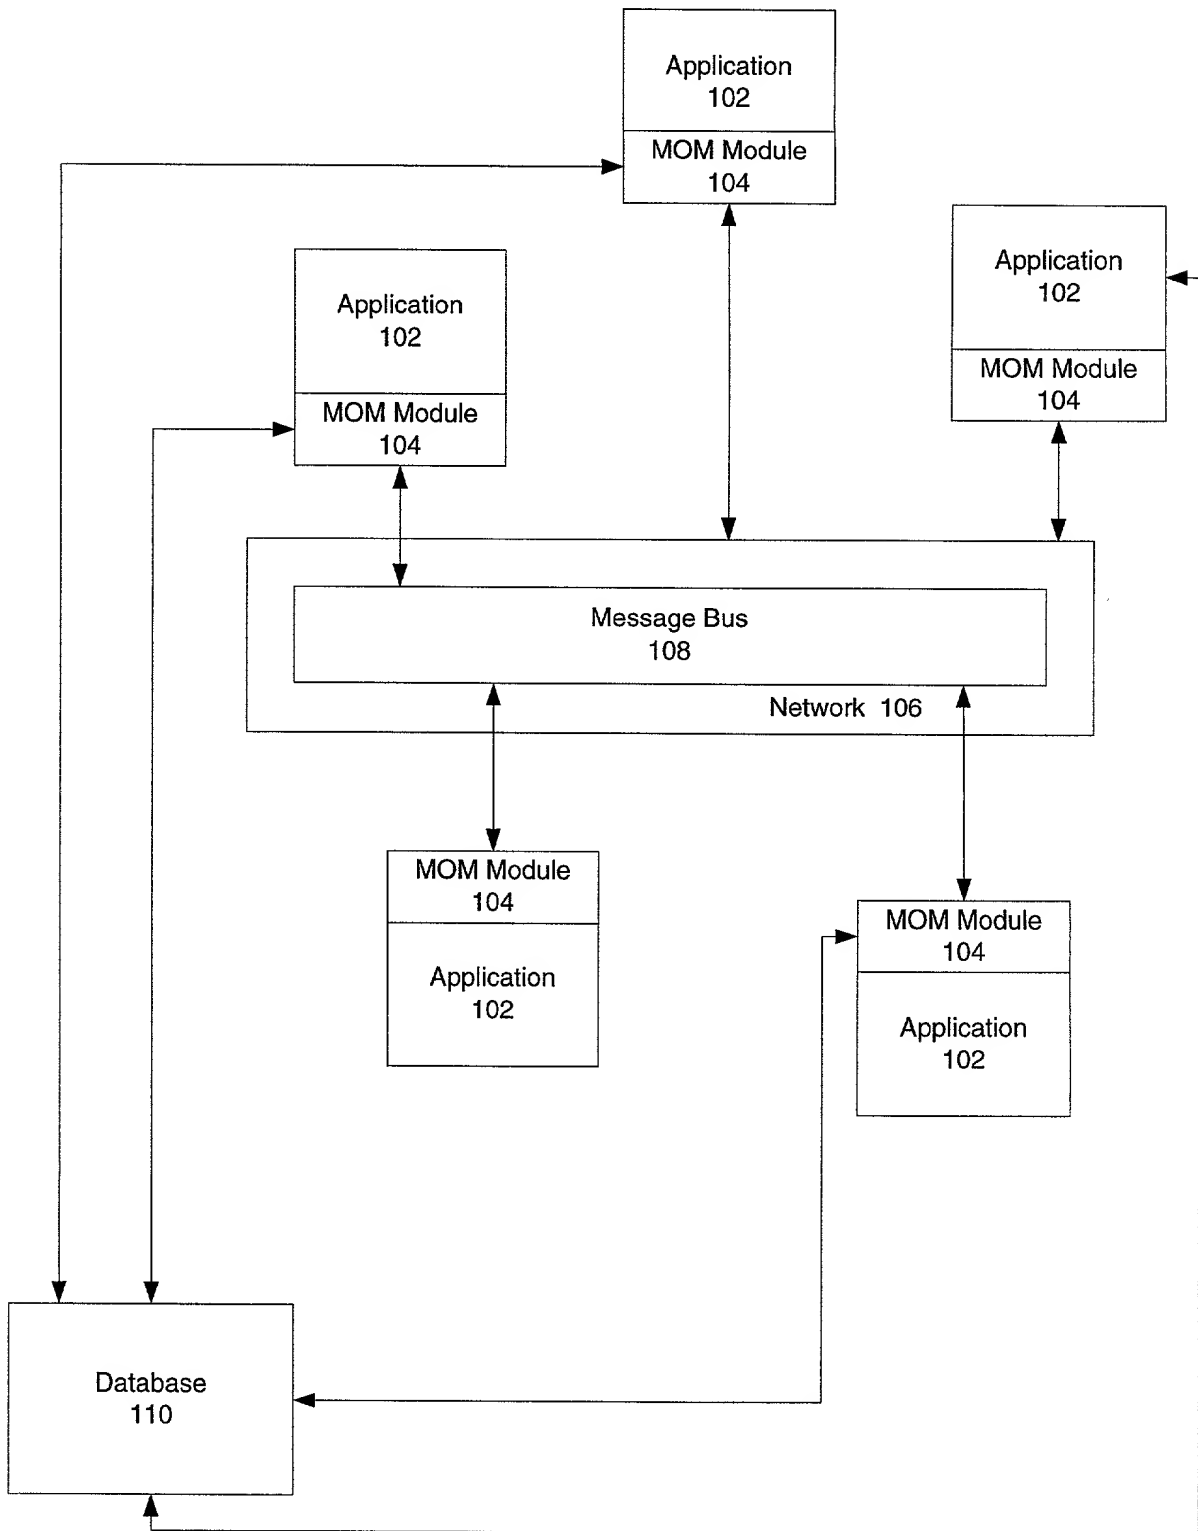 Application
102
MOM Module
104
Application
102
MOM Module
104
Application
102
MOM Module
104
Message Bus
108
Network 106
MOM Module
104
Application
102
MOM Module
104
Application
102
Database
110